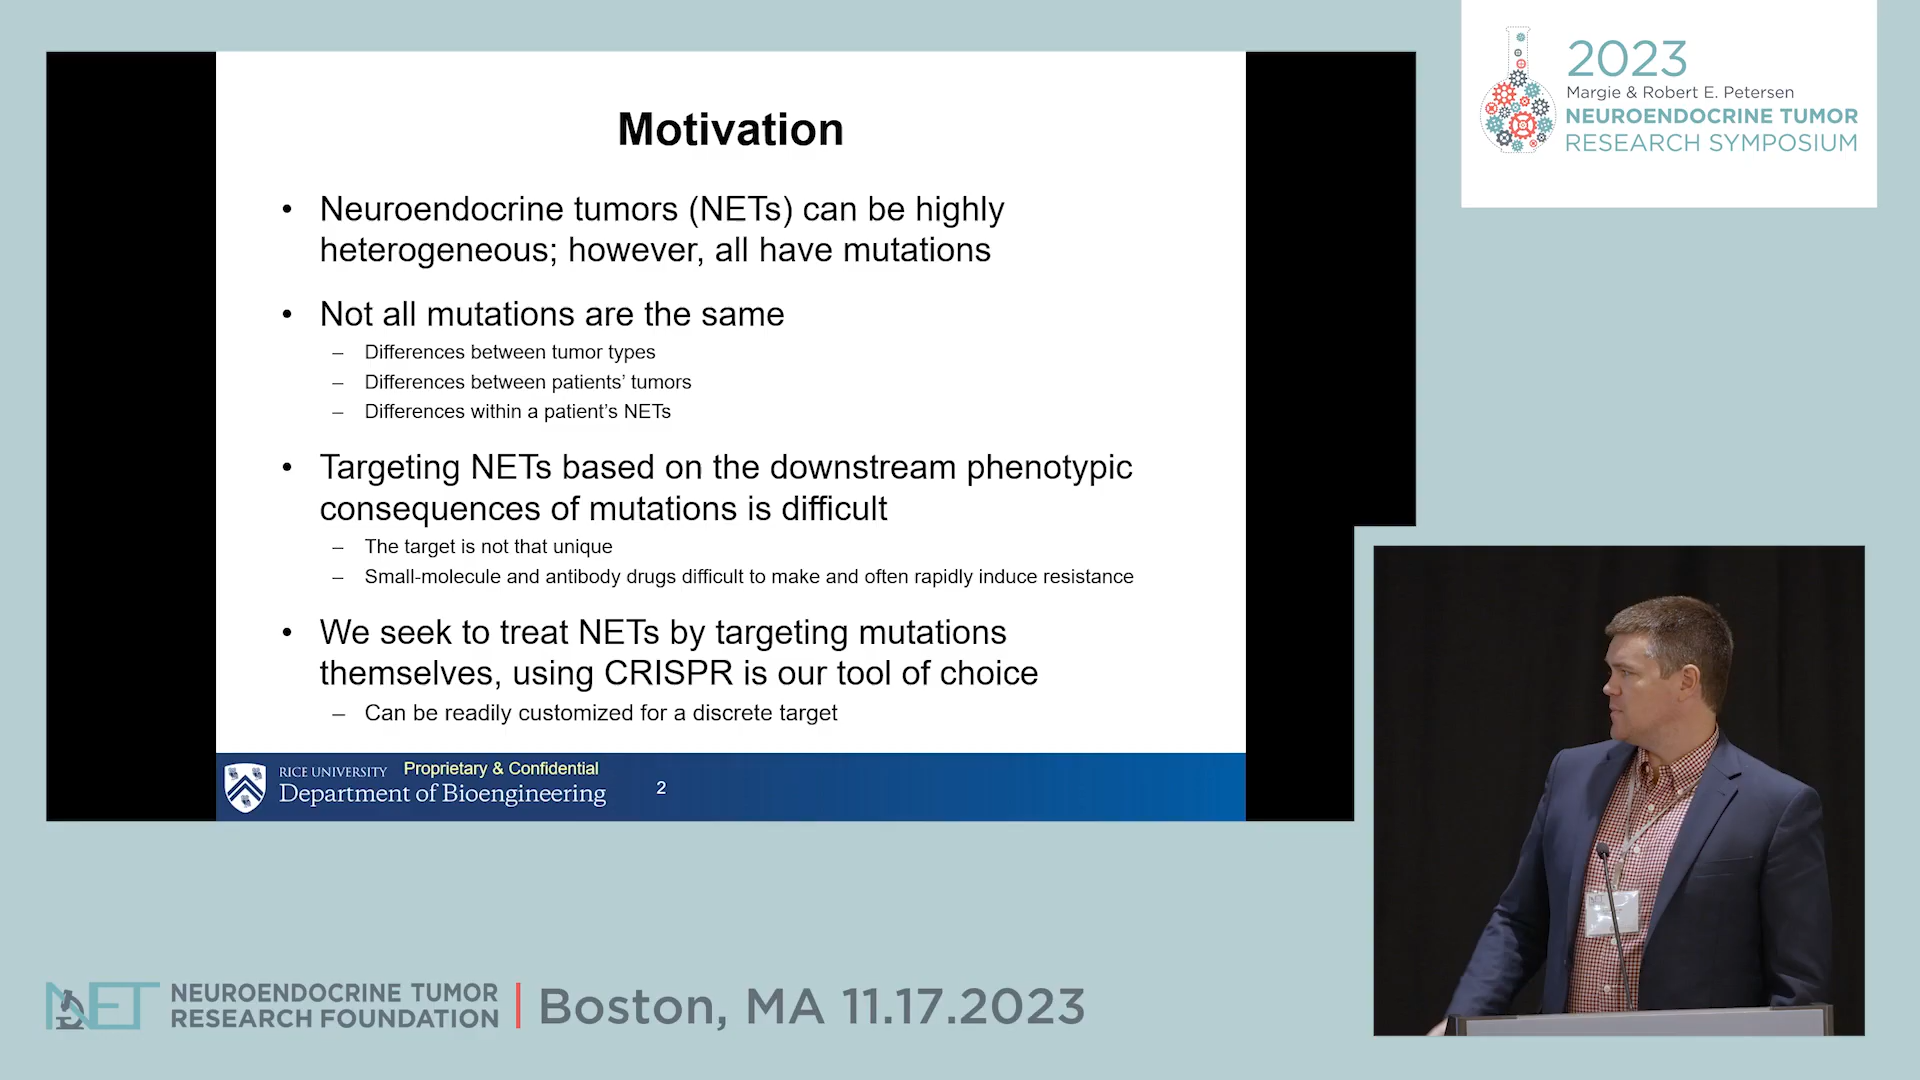 Motivation
• Neuroendocrine tumors (NETs) can be highly
heterogeneous; however, all have mutations
• Not all mutations are the same
– Differences between tumor types
– Differences between patients’ tumors
– Differences within a patient’s NETs
• Targeting NETs based on the downstream phenotypic
consequences of mutations is difficult
– The target is not that unique
– Small-molecule and antibody drugs difficult to make and often rapidly induce resistance
• We seek to treat NETs by targeting mutations
themselves, using CRISPR is our tool of choice
– Can be readily customized for a discrete target
RICE UNIVERSITY Proprietary & Confidential
Department of Bioengineering 2
2023
Margie & Robert E. Petersen
NEUROENDOCRINE TUMOR
RESEARCH SYMPOSIUM
NET
NEUROENDOCRINE TUMOR
RESEARCH FOUNDATION
Boston, MA 11.17.2023